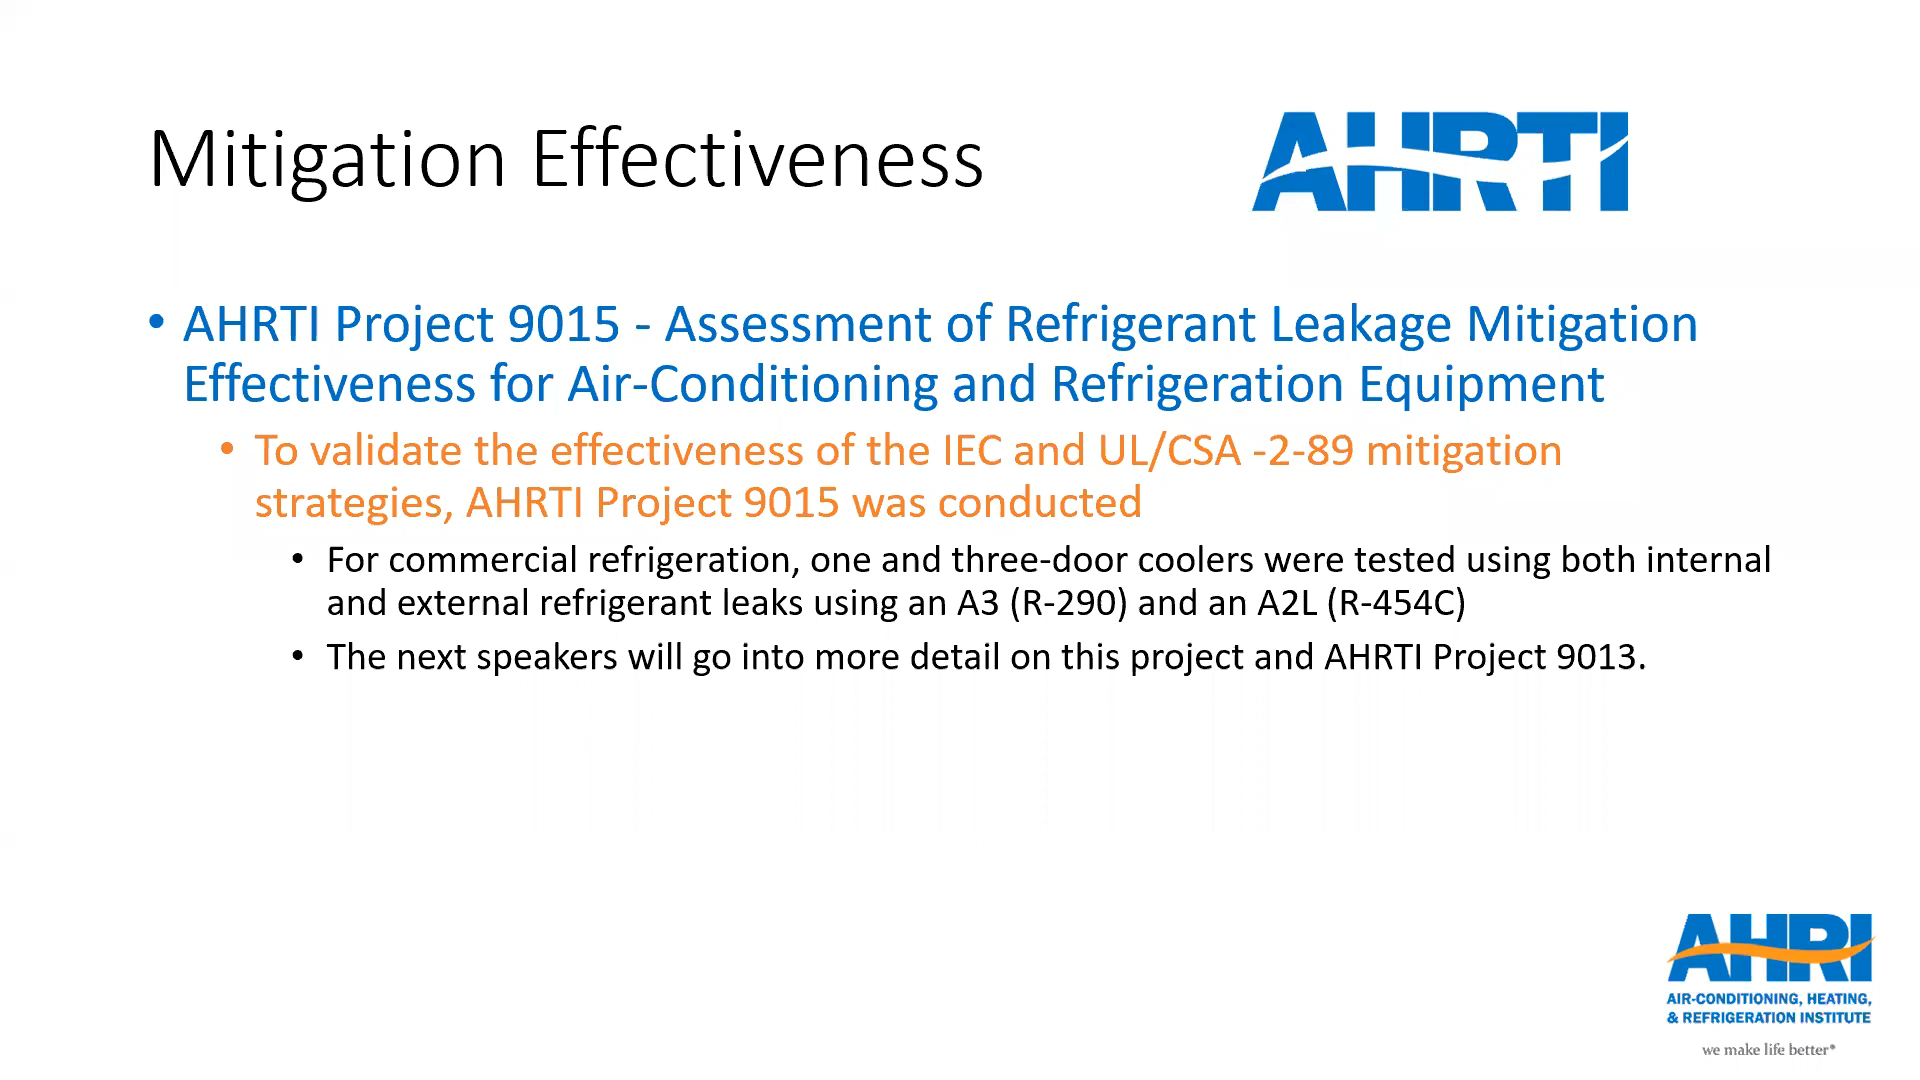 Mitigation Effectiveness
AHRTI
• AHRTI Project 9015 - Assessment of Refrigerant Leakage Mitigation
Effectiveness for Air-Conditioning and Refrigeration Equipment
• To validate the effectiveness of the IEC and UL/CSA -2-89 mitigation
strategies, AHRTI Project 9015 was conducted
• For commercial refrigeration, one and three-door coolers were tested using both internal
and external refrigerant leaks using an A3 (R-290) and an A2L (R-454C)
• The next speakers will go into more detail on this project and AHRTI Project 9013.
AHRI
AIR-CONDITIONING, HEATING,
& REFRIGERATION INSTITUTE
we make life better®